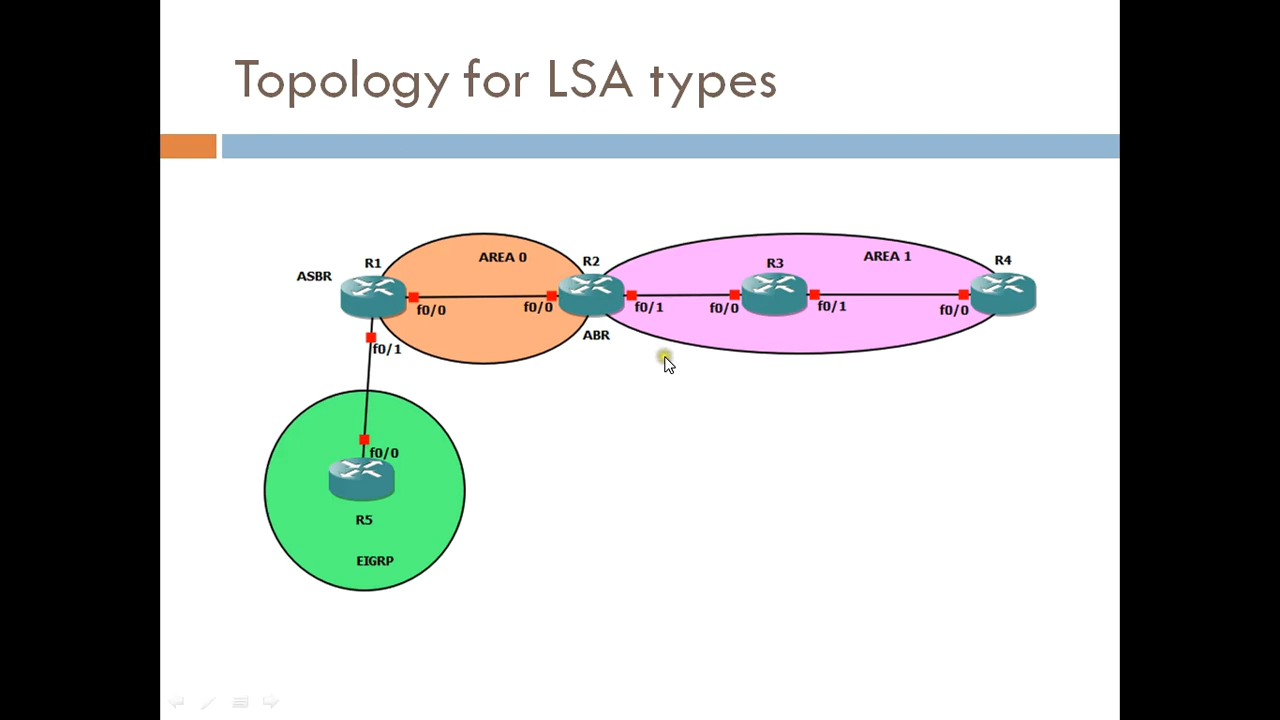 Topology for LSA types
AREA 0
AREA 1
R1
R2
R3
R4
ASBR
f0/0
f0/0
f0/1
f0/0
f0/1
f0/0
ABR
f0/1
f0/0
R5
EIGRP